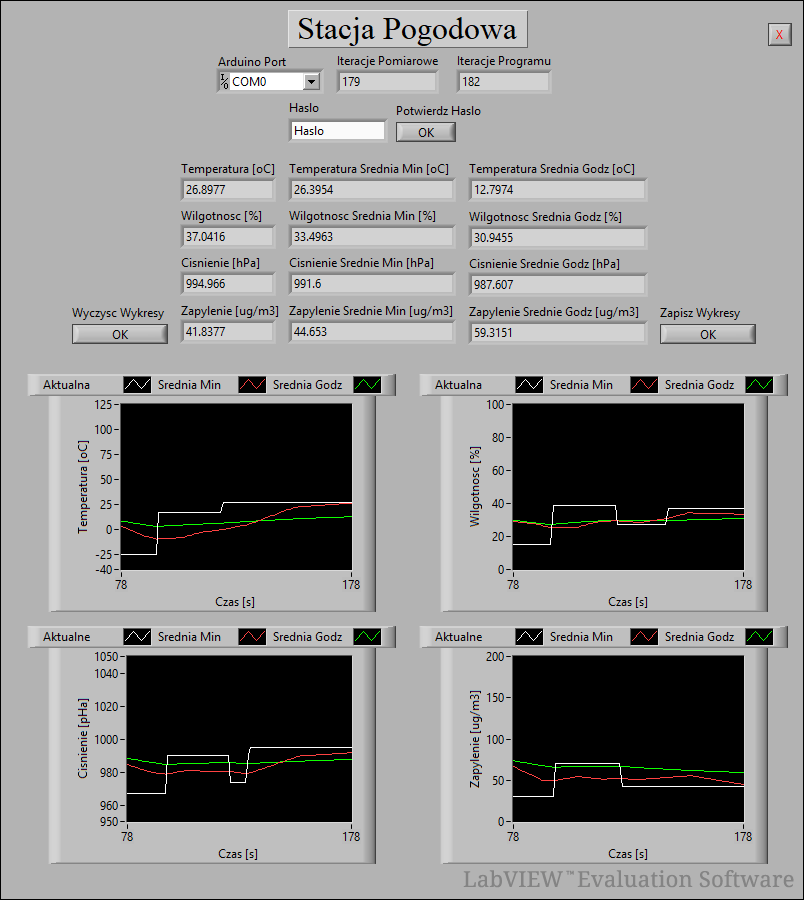 Stacja Pogodowa
X
Arduino Port Iteracje Pomiarowe Iteracje Programu
I/O COM0 179 182
Haslo Potwierdz Haslo
Haslo OK
Temperatura [oC] Temperatura Srednia Min [oC] Temperatura Srednia Godz [oC]
26.8977 26.3954 12.7974
Wilgotnosc [%] Wilgotnosc Srednia Min [%] Wilgotnosc Srednia Godz [%]
37.0416 33.4963 30.9455
Cisnienie [hPa] Cisnienie Srednie Min [hPa] Cisnienie Srednie Godz [hPa]
994.966 991.6 987.607
Wyczysc Wykresy Zapylenie [ug/m3] Zapylenie Srednie Min [ug/m3] Zapylenie Srednie Godz [ug/m3] Zapisz Wykresy
OK 41.8377 44.653 59.3151 OK
Aktualna Srednia Min Srednia Godz
125
100
75
50
25
0
-25
-40
Temperatura [oC]
78 178
Czas [s]
Aktualna Srednia Min Srednia Godz
100
80
60
40
20
0
Wilgotnosc [%]
78 178
Czas [s]
Aktualne Srednia Min Srednia Godz
1050
1040
1020
1000
980
960
950
Cisnienie [pHa]
78 178
Czas [s]
Aktualne Srednia Min Srednia Godz
200
150
100
50
0
Zapylenie [ug/m3]
78 178
Czas [s]
LabVIEW™ Evaluation Software